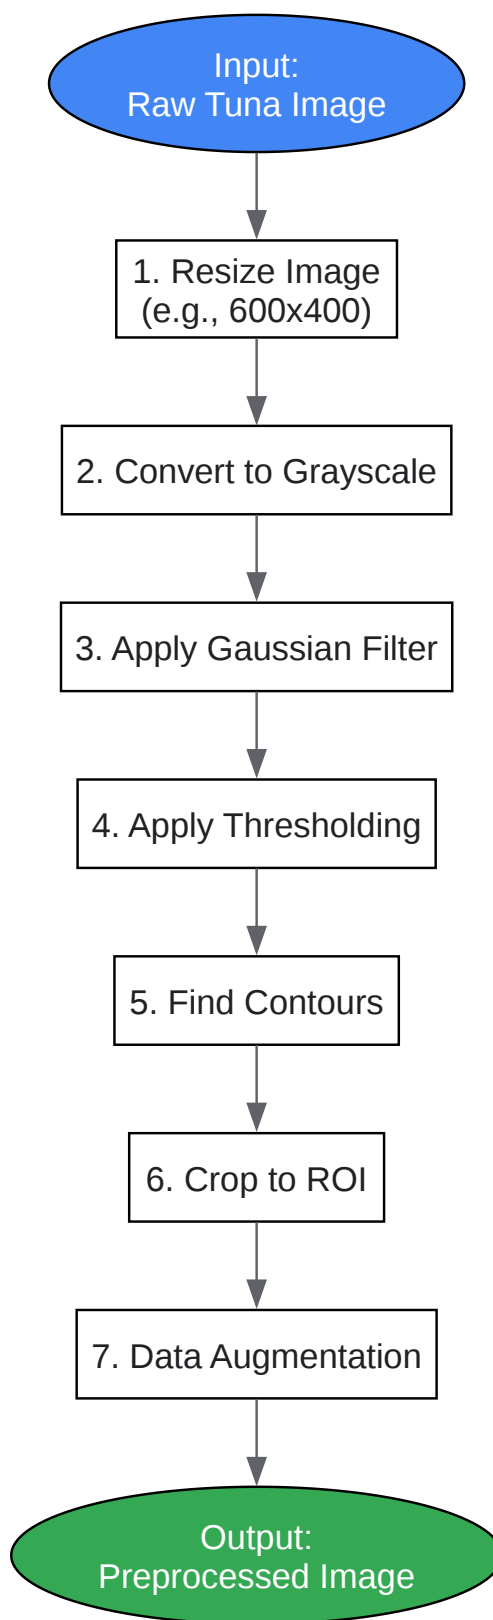 Input:
Raw Tuna Image
1. Resize Image
(e.g., 600x400)
2. Convert to Grayscale
3. Apply Gaussian Filter
4. Apply Thresholding
5. Find Contours
6. Crop to ROI
7. Data Augmentation
Output:
Preprocessed Image